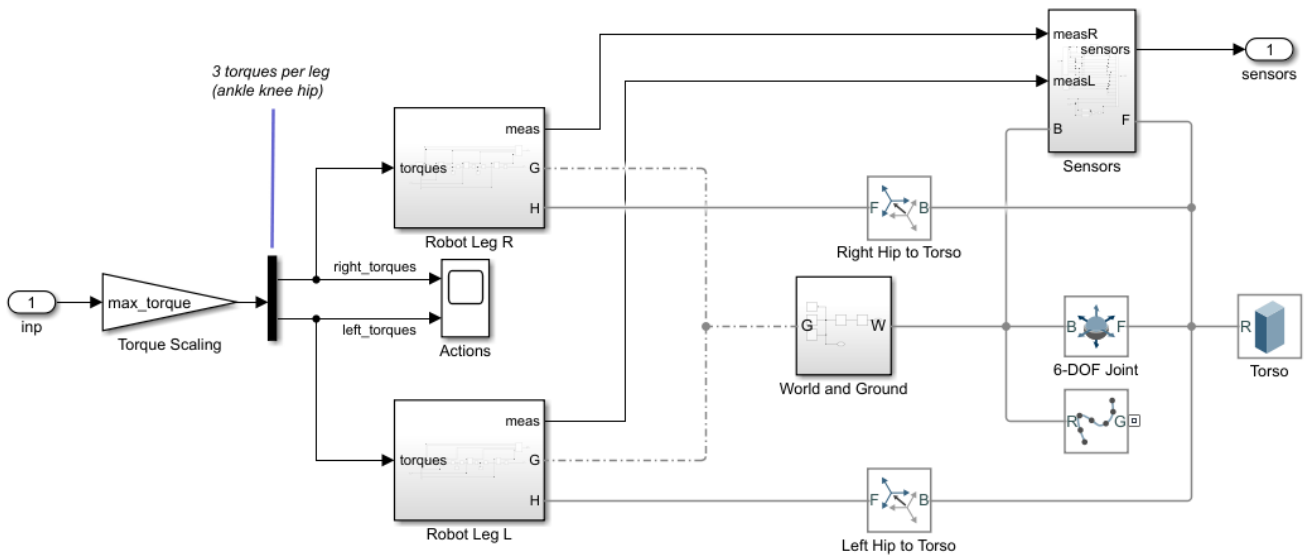 3 torques per leg
(ankle knee hip)
1
inp
max_torque
Torque Scaling
right_torques
left_torques
Actions
torques
meas
G
H
Robot Leg R
torques
meas
G
H
Robot Leg L
F
B
Right Hip to Torso
G
W
World and Ground
F
B
Left Hip to Torso
measR
sensors
measL
B
F
Sensors
1
sensors
B
F
6-DOF Joint
R
G
R
Torso